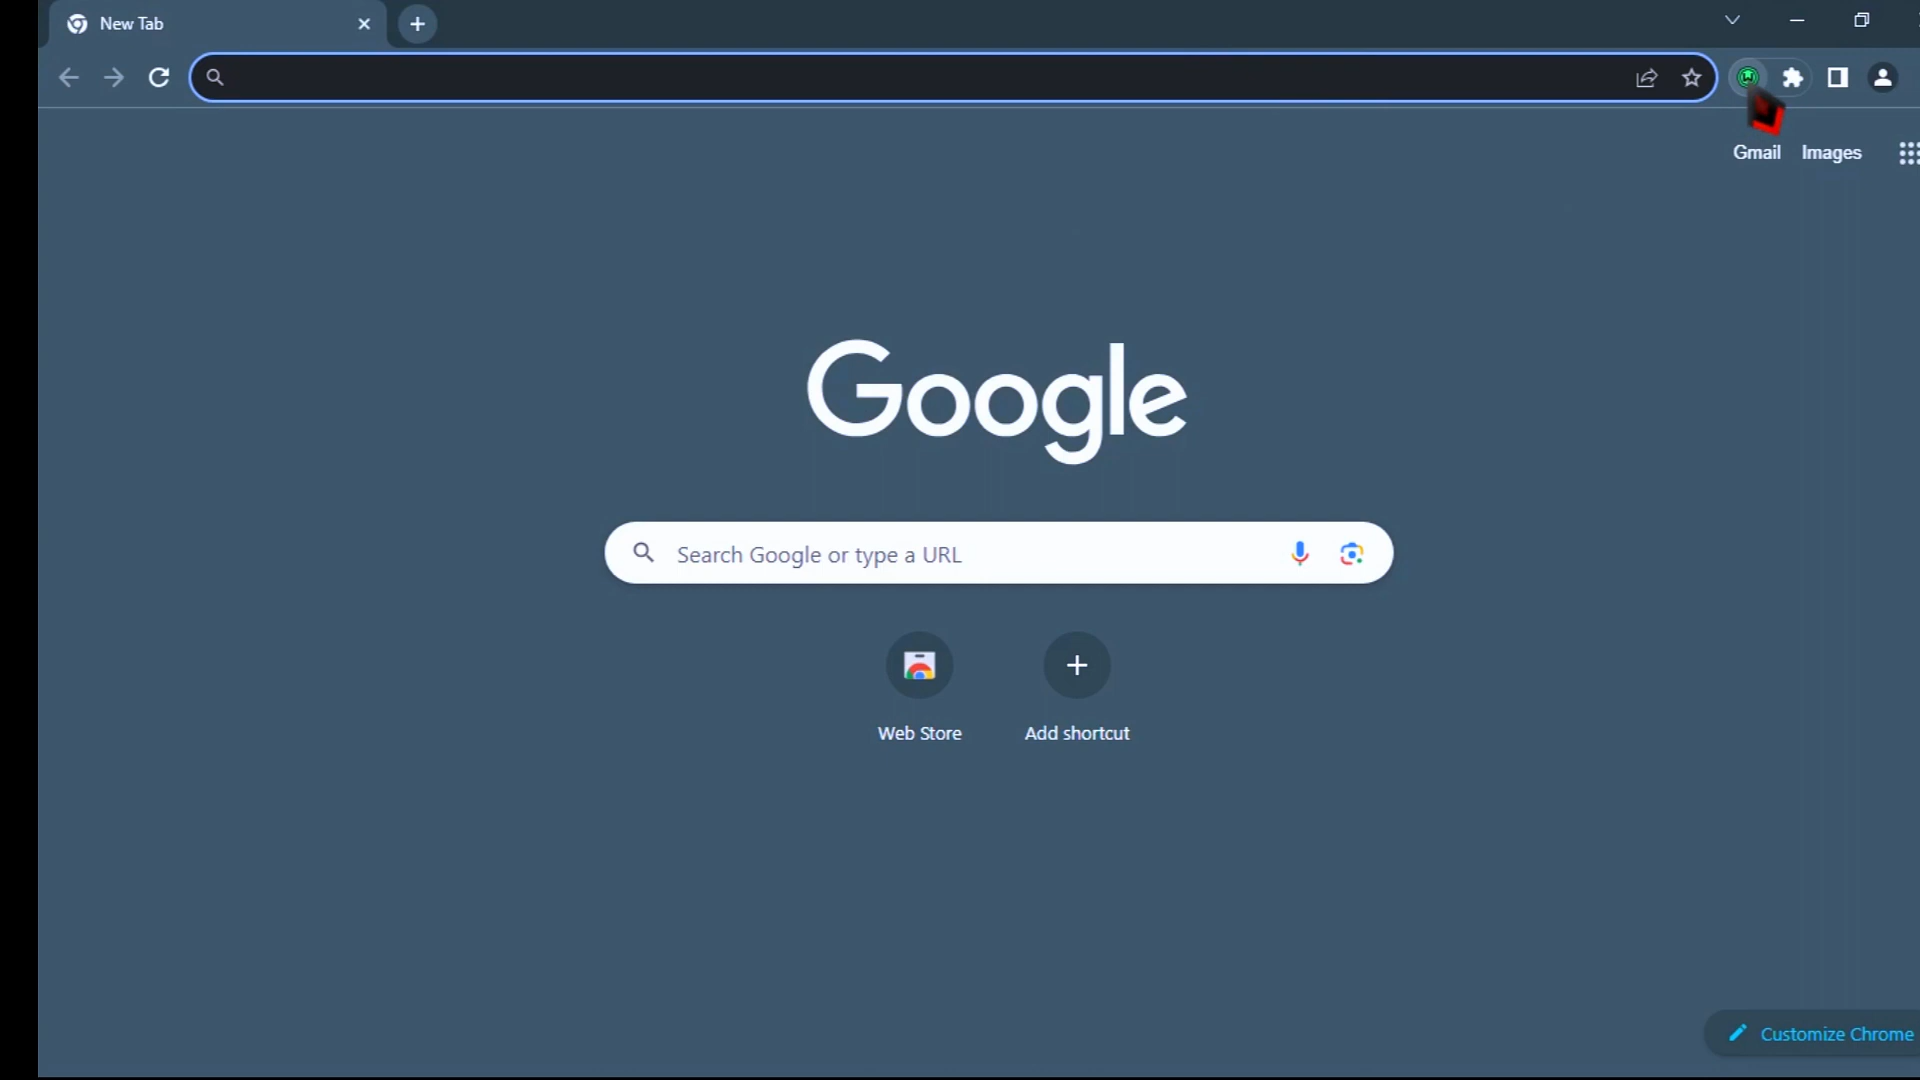 New Tab
Gmail Images
Google
Search Google or type a URL
Web Store
Add shortcut
Customize Chrome